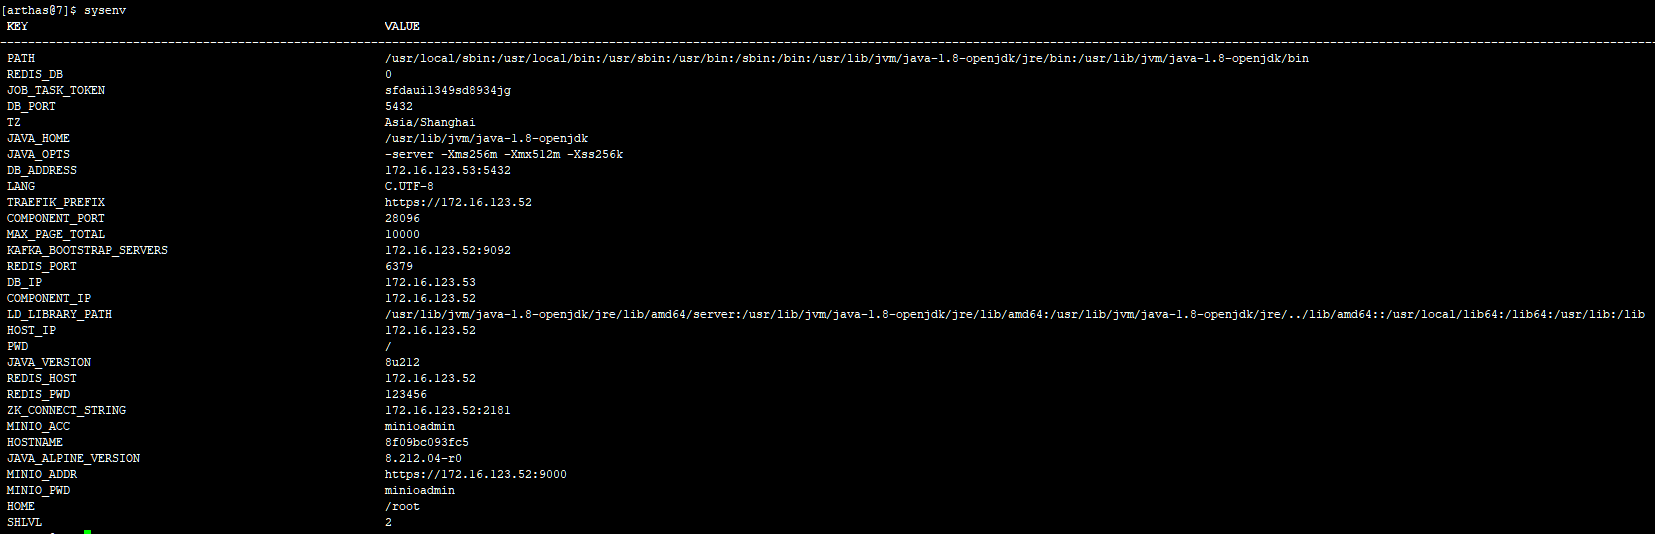 [arthas@7]$ sysenv
KEY VALUE
PATH /usr/local/sbin:/usr/local/bin:/usr/sbin:/usr/bin:/sbin:/bin:/usr/lib/jvm/java-1.8-openjdk/jre/bin:/usr/lib/jvm/java-1.8-openjdk/bin
REDIS_DB 0
JOB_TASK_TOKEN sfdaui1349sd8934jg
DB_PORT 5432
TZ Asia/Shanghai
JAVA_HOME /usr/lib/jvm/java-1.8-openjdk
JAVA_OPTS -server -Xms256m -Xmx512m -Xss256k
DB_ADDRESS 172.16.123.53:5432
LANG C.UTF-8
TRAEFIK_PREFIX https://172.16.123.52
COMPONENT_PORT 28096
MAX_PAGE_TOTAL 10000
KAFKA_BOOTSTRAP_SERVERS 172.16.123.52:9092
REDIS_PORT 6379
DB_IP 172.16.123.53
COMPONENT_IP 172.16.123.52
LD_LIBRARY_PATH /usr/lib/jvm/java-1.8-openjdk/jre/lib/amd64/server:/usr/lib/jvm/java-1.8-openjdk/jre/lib/amd64:/usr/lib/jvm/java-1.8-openjdk/jre/../lib/amd64::/usr/local/lib64:/lib64:/usr/lib:/lib
HOST_IP 172.16.123.52
PWD /
JAVA_VERSION 8u212
REDIS_HOST 172.16.123.52
REDIS_PWD 123456
ZK_CONNECT_STRING 172.16.123.52:2181
MINIO_ACC minioadmin
HOSTNAME 8f09bc093fc5
JAVA_ALPINE_VERSION 8.212.04-r0
MINIO_ADDR https://172.16.123.52:9000
MINIO_PWD minioadmin
HOME /root
SHLVL 2